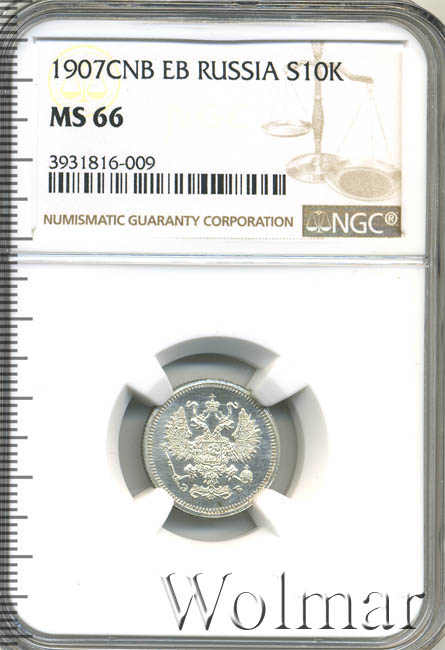 1907CNB EB RUSSIA S10K
MS 66
3931816-009
NUMISMATIC GUARANTY CORPORATION
NGC®
Э Б
Wolmar